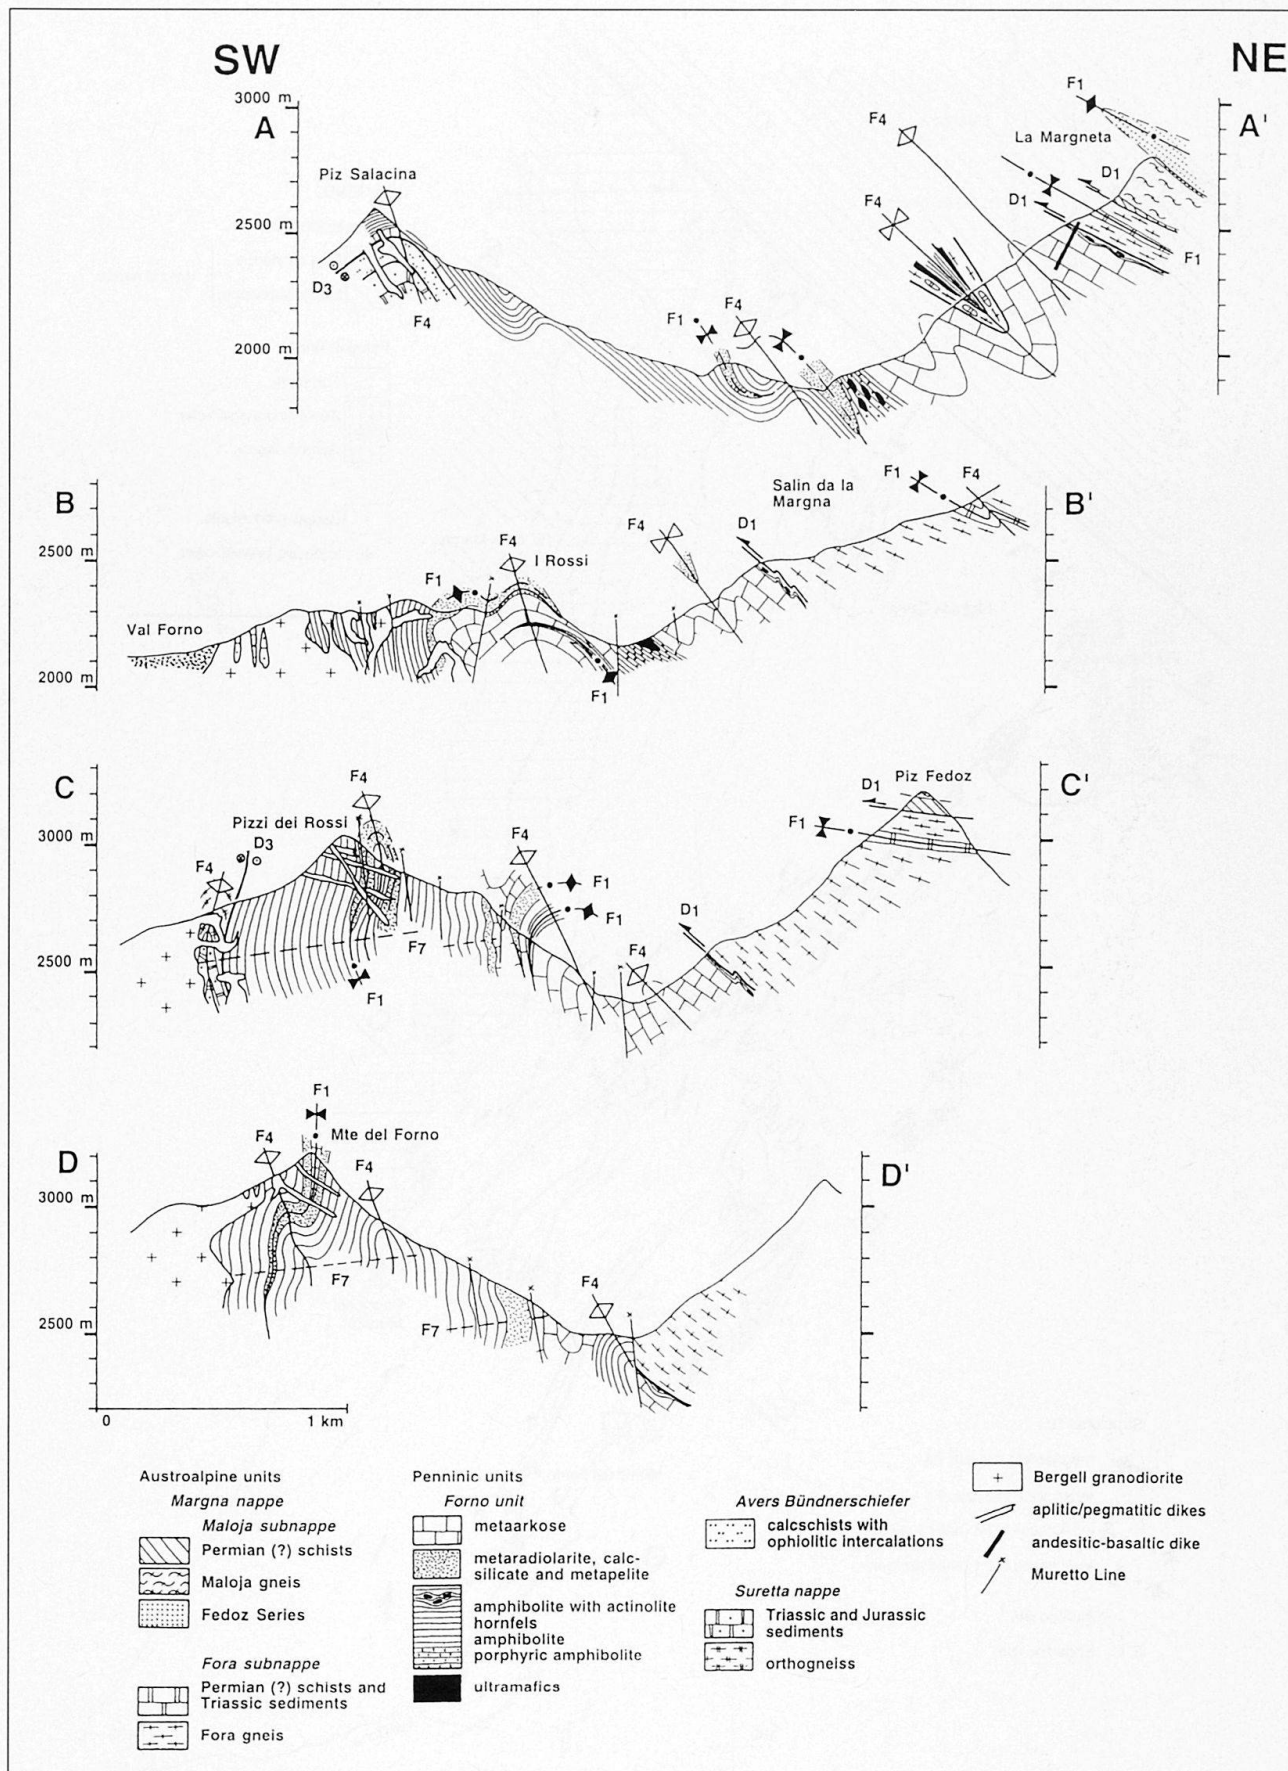 SW
NE
3000 m
A
A'
F1
F4
La Margneta
Piz Salacina
D1
F4
D1
2500 m
F1
D3
F4
F4
F1
2000 m
B
B'
F1
F4
Salin da la
Margna
D1
F4
2500 m
F4
I Rossi
F1
Val Forno
2000 m
F1
C
C'
Piz Fedoz
D1
F4
Pizzi dei Rossi
F1
3000 m
D3
F4
F4
F1
F1
D1
F7
F4
2500 m
F1
F1
Mte del Forno
F4
D
D'
F4
3000 m
F7
F4
F7
2500 m
0
1 km
Austroalpine units
Margna nappe
Maloja subnappe
Permian (?) schists
Maloja gneis
Fedoz Series
Fora subnappe
Permian (?) schists and
Triassic sediments
Fora gneis
Penninic units
Forno unit
metaarkose
metaradiolarite, calc-
silicate and metapelite
amphibolite with actinolite
hornfels
amphibolite
porphyric amphibolite
ultramafics
Avers Bündnerschiefer
calcschists with
ophiolitic intercalations
Suretta nappe
Triassic and Jurassic
sediments
orthogneiss
Bergell granodiorite
aplitic/pegmatitic dikes
andesitic-basaltic dike
Muretto Line